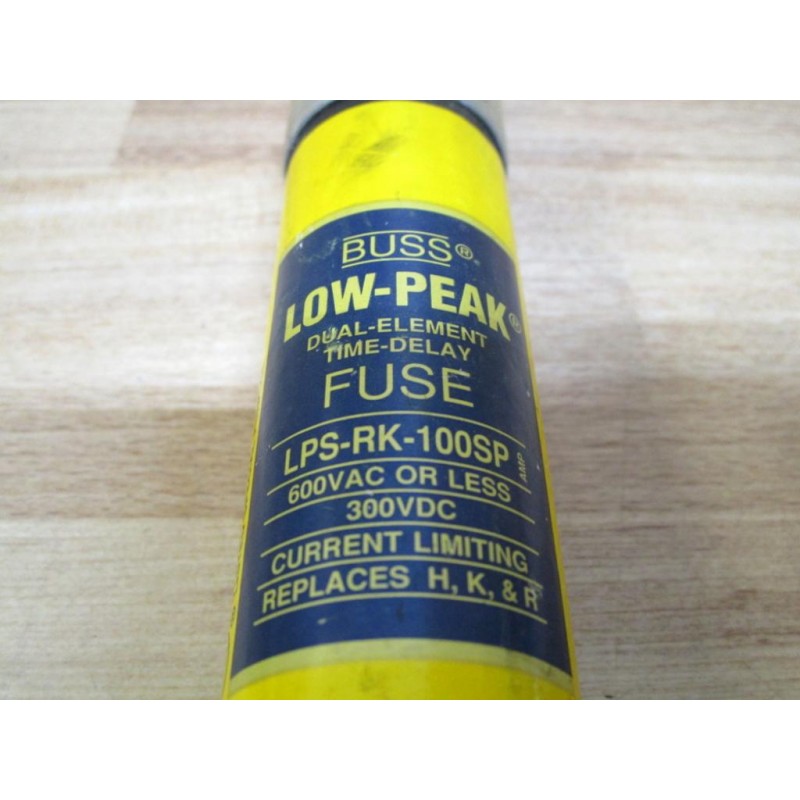 BUSS®
LOW-PEAK®
DUAL-ELEMENT
TIME-DELAY
FUSE
LPS-RK-100SP AMP
600VAC OR LESS
300VDC
CURRENT LIMITING
REPLACES H, K, & R